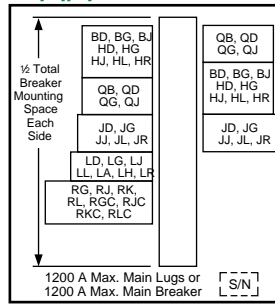 ½ Total
Breaker
Mounting
Space
Each
Side
BD, BG, BJ
HD, HG
HJ, HL, HR
QB, QD
QG, QJ
JD, JG
JJ, JL, JR
LD, LG, LJ
LL, LA, LH, LR
RG, RJ, RK,
RL, RGC, RJC
RKC, RLC
QB, QD
QG, QJ
BD, BG, BJ
HD, HG
HJ, HL, HR
JD, JG
JJ, JL, JR
1200 A Max. Main Lugs or
1200 A Max. Main Breaker
S/N